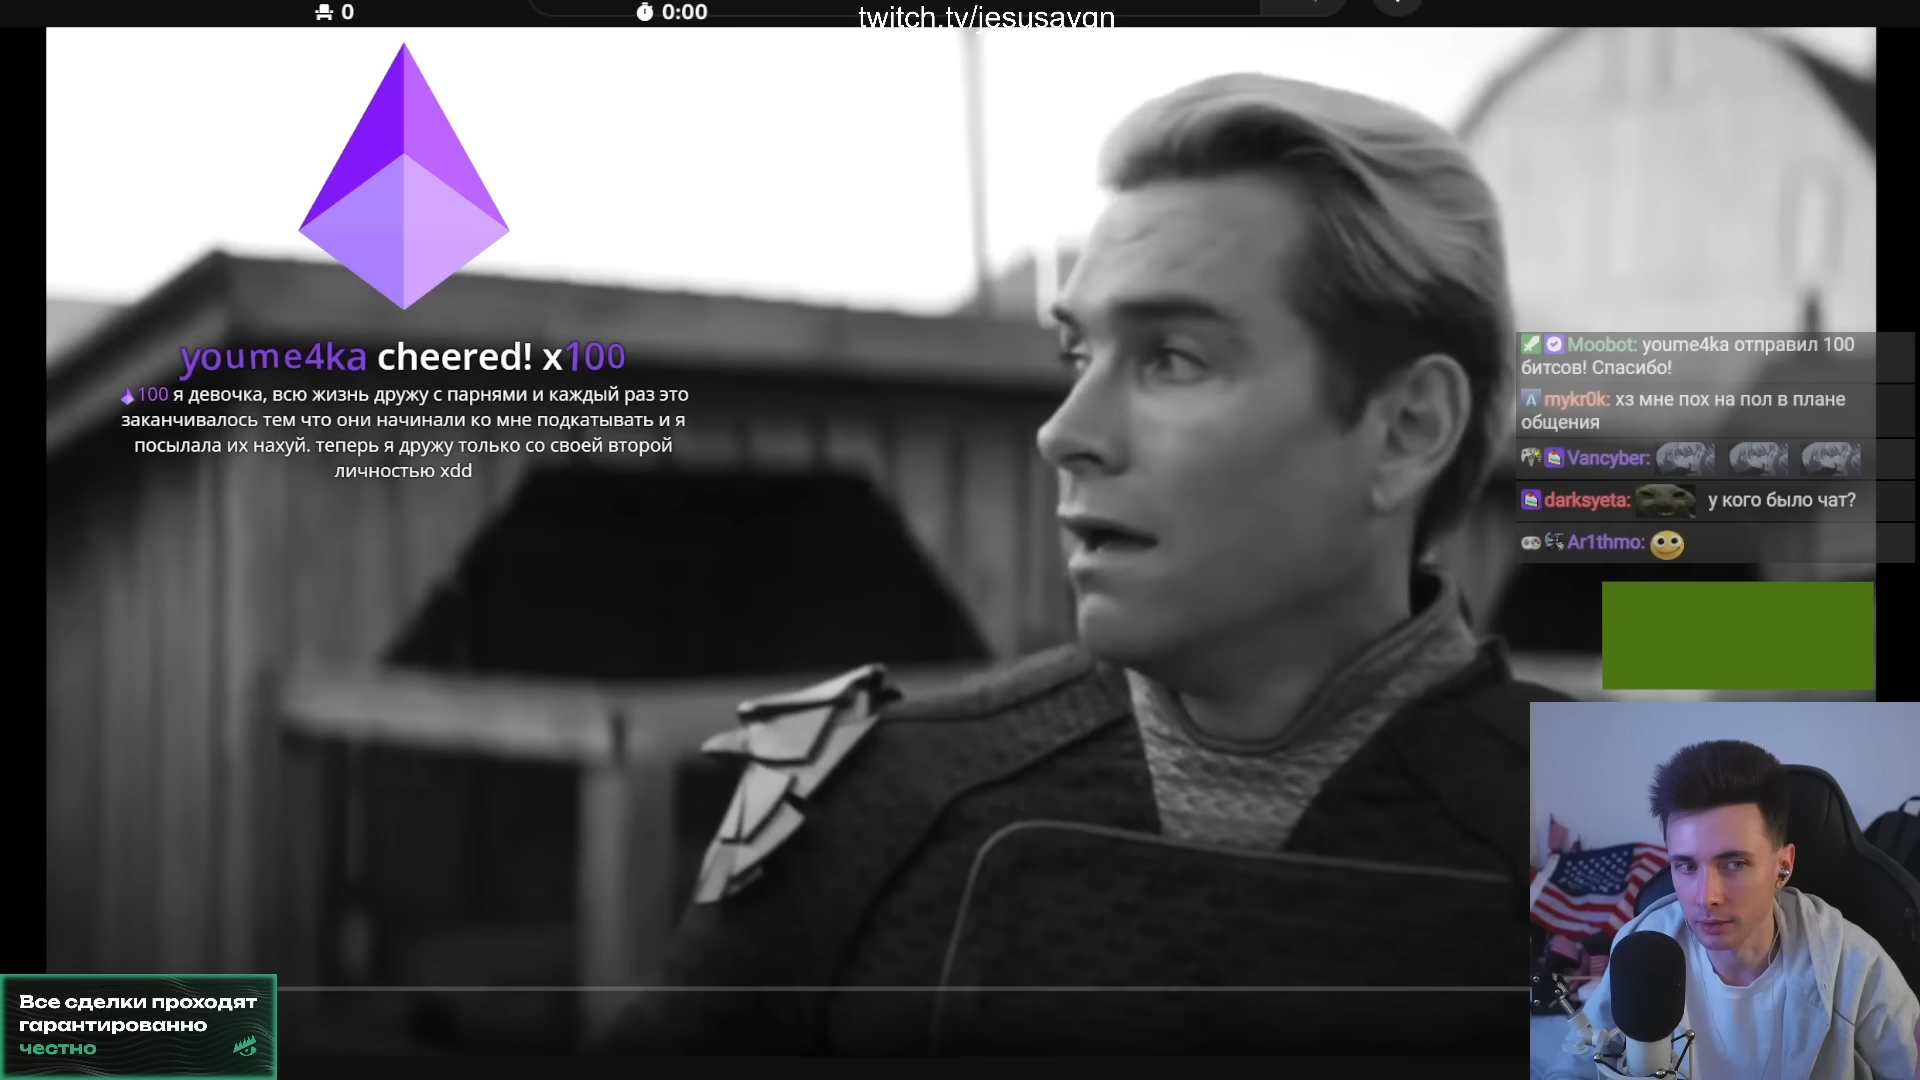 0
0:00
twitch.tv/jesusavgn
youme4ka cheered! x100
100 я девочка, всю жизнь дружу с парнями и каждый раз это
заканчивалось тем что они начинали ко мне подкатывать и я
посылала их нахуй. теперь я дружу только со своей второй
личностью xdd
Moobot: youme4ka отправил 100
битсов! Спасибо!
mykr0k: хз мне пох на пол в плане
общения
Vancyber:
darksyeta: у кого было чат?
Ar1thmo:
Все сделки проходят
гарантированно
честно